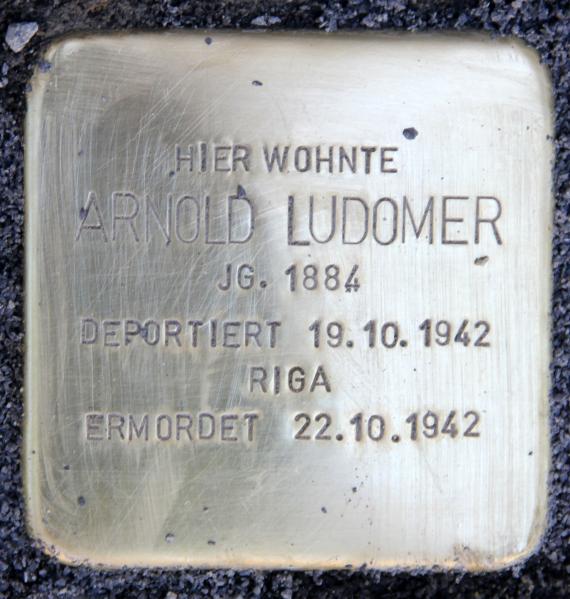 HIER WOHNTE
ARNOLD LUDOMER
JG. 1884
DEPORTIERT 19.10.1942
RIGA
ERMORDET 22.10.1942